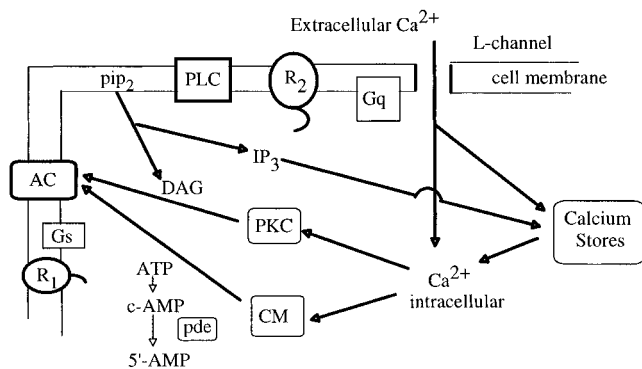 Extracellular Ca2+
L-channel
cell membrane
pip2
PLC
R2
Gq
IP3
DAG
AC
PKC
Calcium
Stores
Gs
R1
ATP
c-AMP
pde
5'-AMP
CM
Ca2+
intracellular